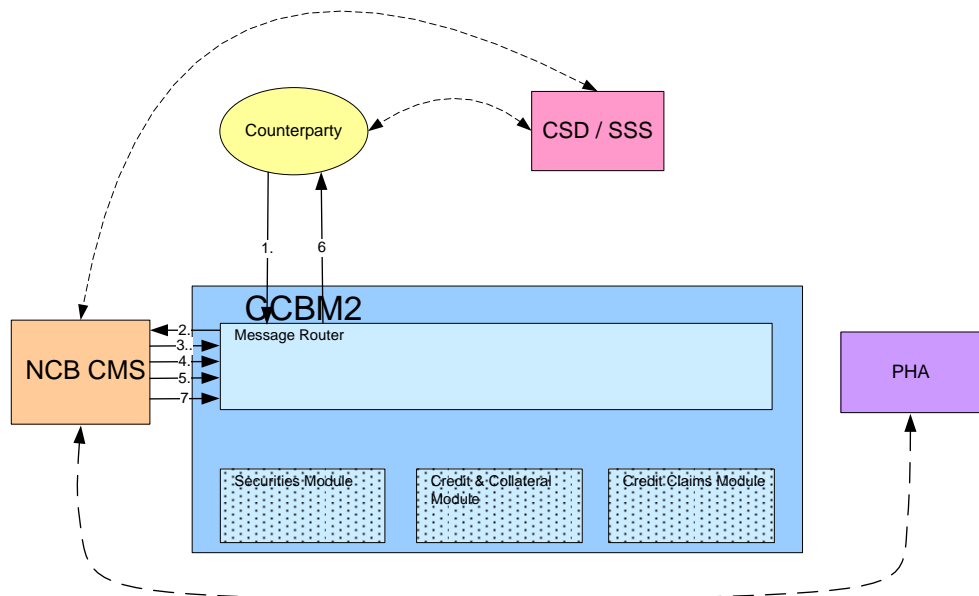 Counterparty
CSD / SSS
1.
6
CCBM2
Message Router
2.
3..
4.
5.
7
NCB CMS
PHA
Securities Module
Credit & Collateral
Module
Credit Claims Module